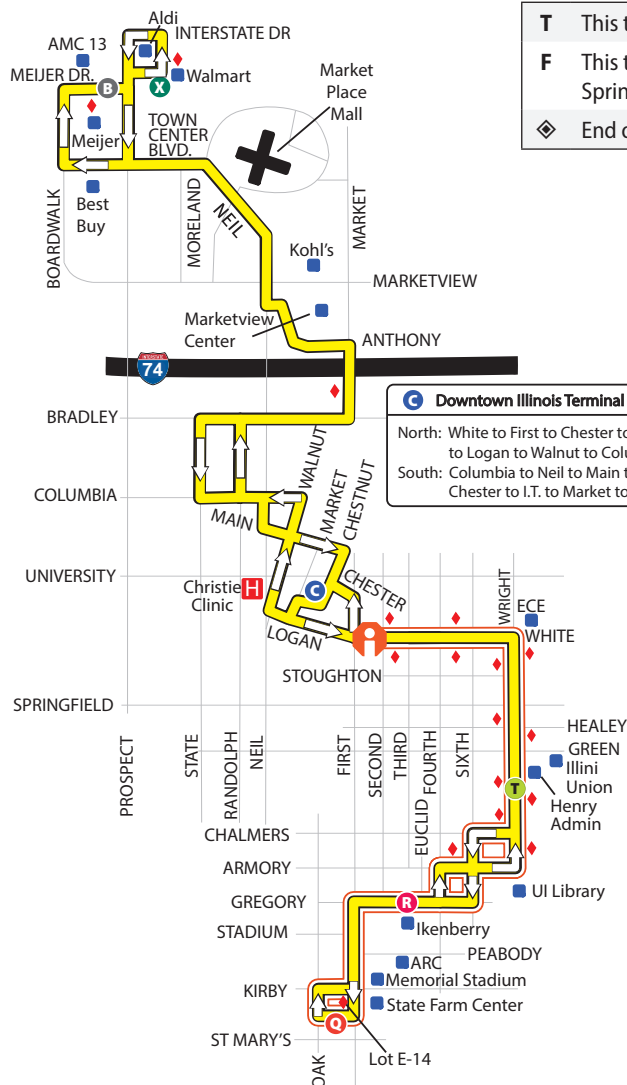 T This t
F This t
Sprin
End o
Aldi
INTERSTATE DR
AMC 13
MEIJER DR.
Walmart
B
X
Market
Place
Mall
Meijer
TOWN
CENTER
BLVD.
Best
Buy
BOARDWALK
MORELAND
NEIL
MARKET
Kohl's
MARKETVIEW
Marketview
Center
ANTHONY
INTERSTATE
74
C Downtown Illinois Terminal
North: White to First to Chester to
to Logan to Walnut to Colu
South: Columbia to Neil to Main t
Chester to I.T. to Market to
BRADLEY
WALNUT
COLUMBIA
MAIN
MARKET
CHESTNUT
UNIVERSITY
Christie
Clinic
H
C
CHESTER
LOGAN
WRIGHT
ECE
WHITE
STOUGHTON
SPRINGFIELD
PROSPECT
STATE
RANDOLPH
NEIL
FIRST
SECOND
THIRD
FOURTH
EUCLID
SIXTH
HEALEY
GREEN
Illini
Union
T
Henry
Admin
CHALMERS
ARMORY
UI Library
GREGORY
R
Ikenberry
STADIUM
PEABODY
ARC
Memorial Stadium
KIRBY
State Farm Center
Q
ST MARY'S
Lot E-14
OAK